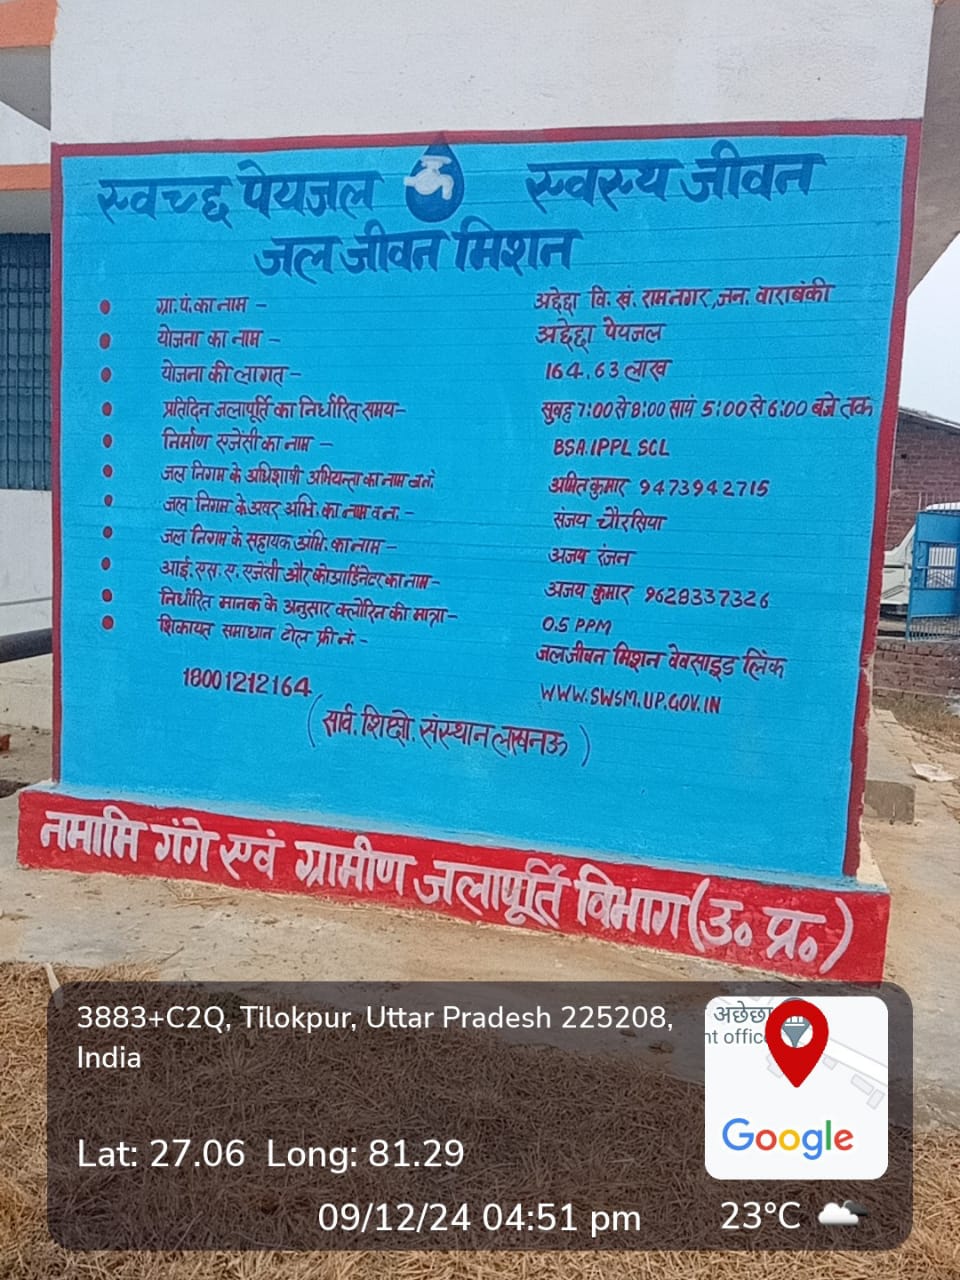 स्वच्छ पेयजल स्वस्थ्य जीवन
जल जीवन मिशन
ग्रा. पं. का नाम - अद्देद्दा वि. खं. रामनगर, जन. वाराबंकी
योजना का नाम - अद्देद्दा पेयजल
योजना की लागत - 164.63 लाख
प्रतिदिन जलापूर्ति का निर्धारित समय- सुबह 7:00 से 8:00 सायं 5:00 से 6:00 बजे तक
निर्माण एजेंसी का नाम - BSA.IPPL SCL
जल निगम के अधिशाषी अभियन्ता का नाम व नं. अमित कुमार 9473942715
जल निगम के अवर अभि. का नाम व न. - संजय चौरसिया
जल निगम के सहायक अभि. का नाम - अजय रंजन
आई. एस. ए. एजेंसी और कोआर्डिनेटर का नाम- अजय कुमार 9628337326
निर्धारित मानक के अनुसार क्लोरिन की मात्रा- 0.5 PPM
शिकायत समाधान टोल फ्री नं. - जल जीवन मिशन वेवसाइड लिंक
18001212164 WWW.SWSM.UP.GOV.IN
(सार्व. शिक्षो. संस्थान लखनऊ)
नमामि गंगे एवं ग्रामीण जलापूर्ति विभाग (उ० प्र०)
3883+C2Q, Tilokpur, Uttar Pradesh 225208,
India
Lat: 27.06 Long: 81.29
09/12/24 04:51 pm
23°C
अछेछा
nt office
Google